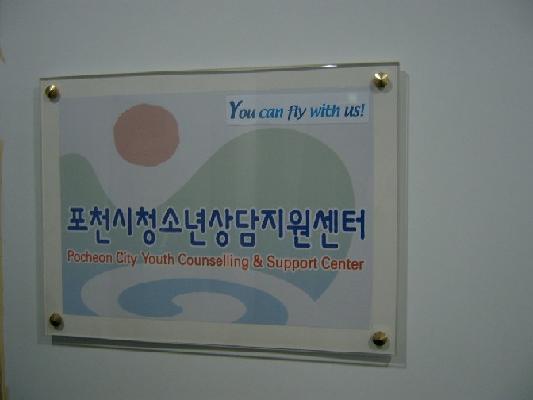 You can fly with us!
포천시청소년상담지원센터
Pocheon City Youth Counselling & Support Center